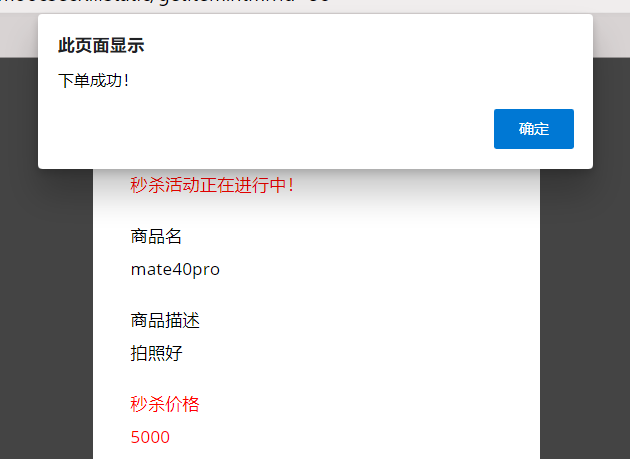 此页面显示
下单成功！
确定
秒杀活动正在进行中！
商品名
mate40pro
商品描述
拍照好
秒杀价格
5000